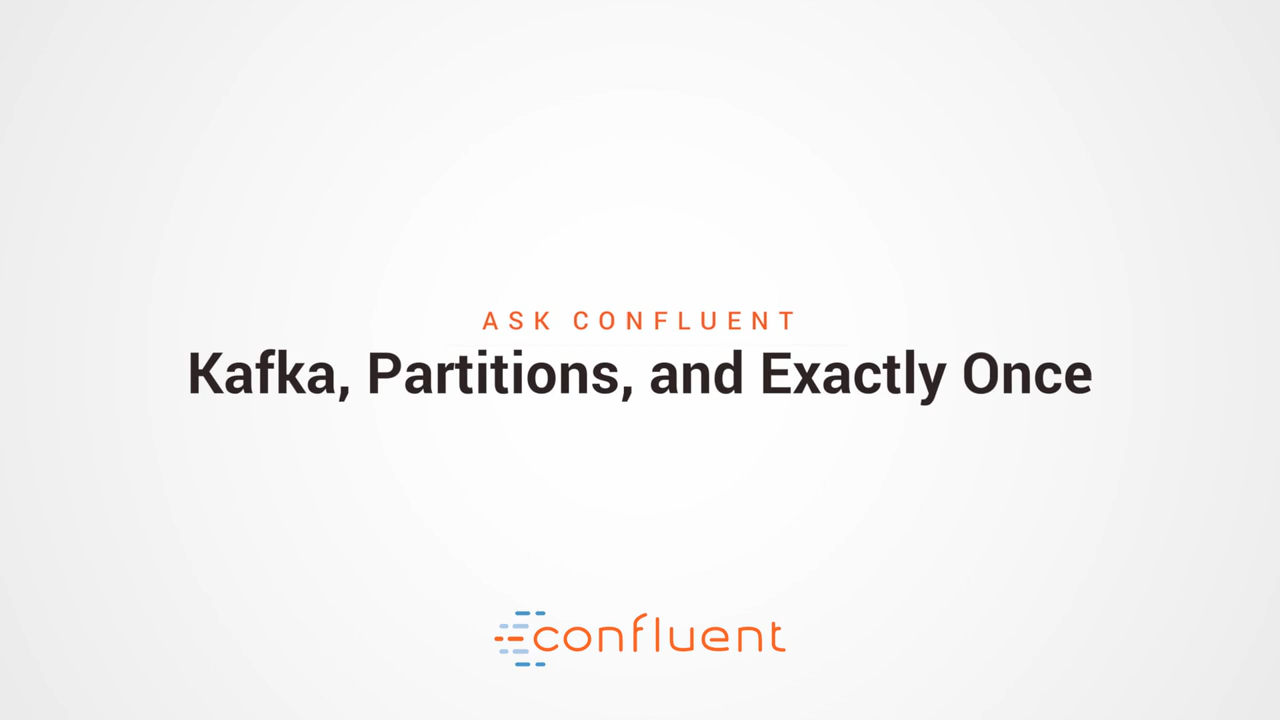 ASK CONFLUENT
Kafka, Partitions, and Exactly Once
confluent